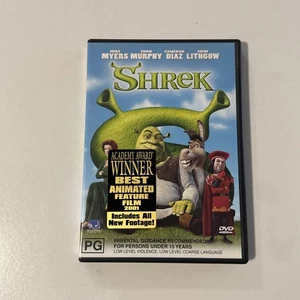 MIKE EDDIE CAMERON JOHN
MYERS MURPHY DIAZ LITHGOW
SHREK
ACADEMY AWARD
WINNER
BEST
ANIMATED
FEATURE
FILM
2001
Includes All
New Footage!
PG
PARENTAL GUIDANCE RECOMMENDED
FOR PERSONS UNDER 15 YEARS
LOW LEVEL VIOLENCE, LOW LEVEL COARSE LANGUAGE
DVD